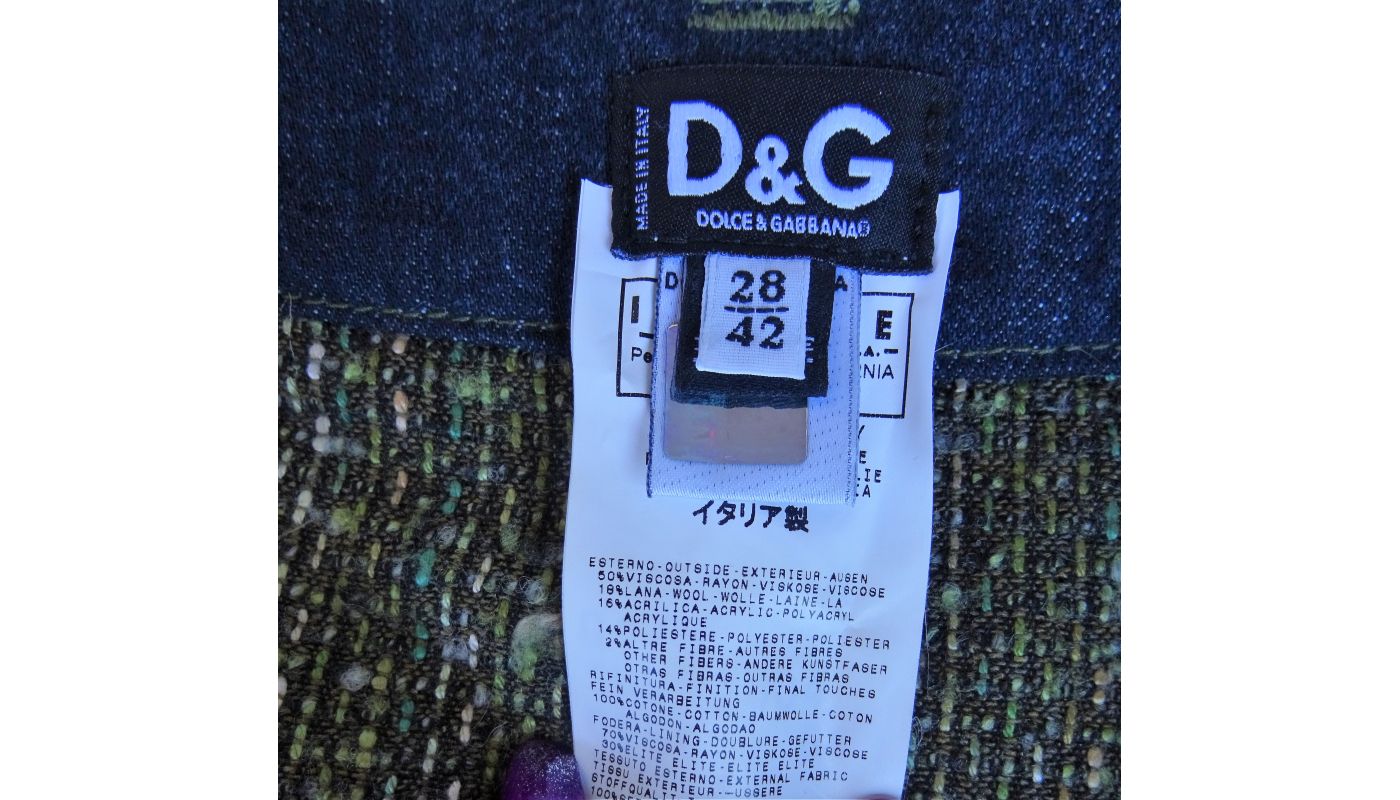 MADE IN ITALY
D&G
DOLCE & GABBANA®
28
42
イタリア製
ESTERNO-OUTSIDE-EXTERIEUR-AUSEN
50%VISCOSA-RAYON-VISKOSE-VISCOSE
18%LANA-WOOL-WOLLE-LAINE-LA
16%ACRILICA-ACRYLIC-POLYACRYL
ACRYLIQUE
14%POLIESTERE-POLYESTER-POLIESTER
2%ALTRE FIBRE-AUTRES FIBRES
OTHER FIBERS-ANDERE KUNSTFASER
OTRAS FIBRAS-OUTRAS FIBRAS
RIFINITURA-FINITION-FINAL TOUCHES
FEIN VERARBEITUNG
100%COTONE-COTTON-BAUMWOLLE-COTON
ALGODON-ALGODAO
FODERA-LINING-DOUBLURE-GEFUTTER
70%VISCOSA-RAYON-VISKOSE-VISCOSE
30%ELITE ELITE-ELITE ELITE
TESSUTO ESTERNO-EXTERNAL FABRIC
TISSU EXTERIEUR--USSERE